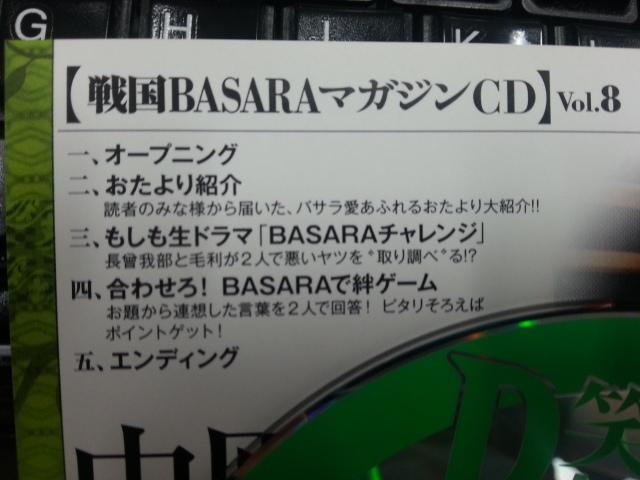 G H J K L
【戦国BASARAマガジンCD】Vol.8
一、オープニング
二、おたより紹介
読者のみな様から届いた、バサラ愛あふれるおたより大紹介!!
三、もしも生ドラマ「BASARAチャレンジ」
長曾我部と毛利が2人で悪いヤツを〝取り調べ〟る!?
四、合わせろ! BASARAで絆ゲーム
お題から連想した言葉を2人で回答! ピタリそろえば
ポイントゲット!
五、エンディング
D笑
中